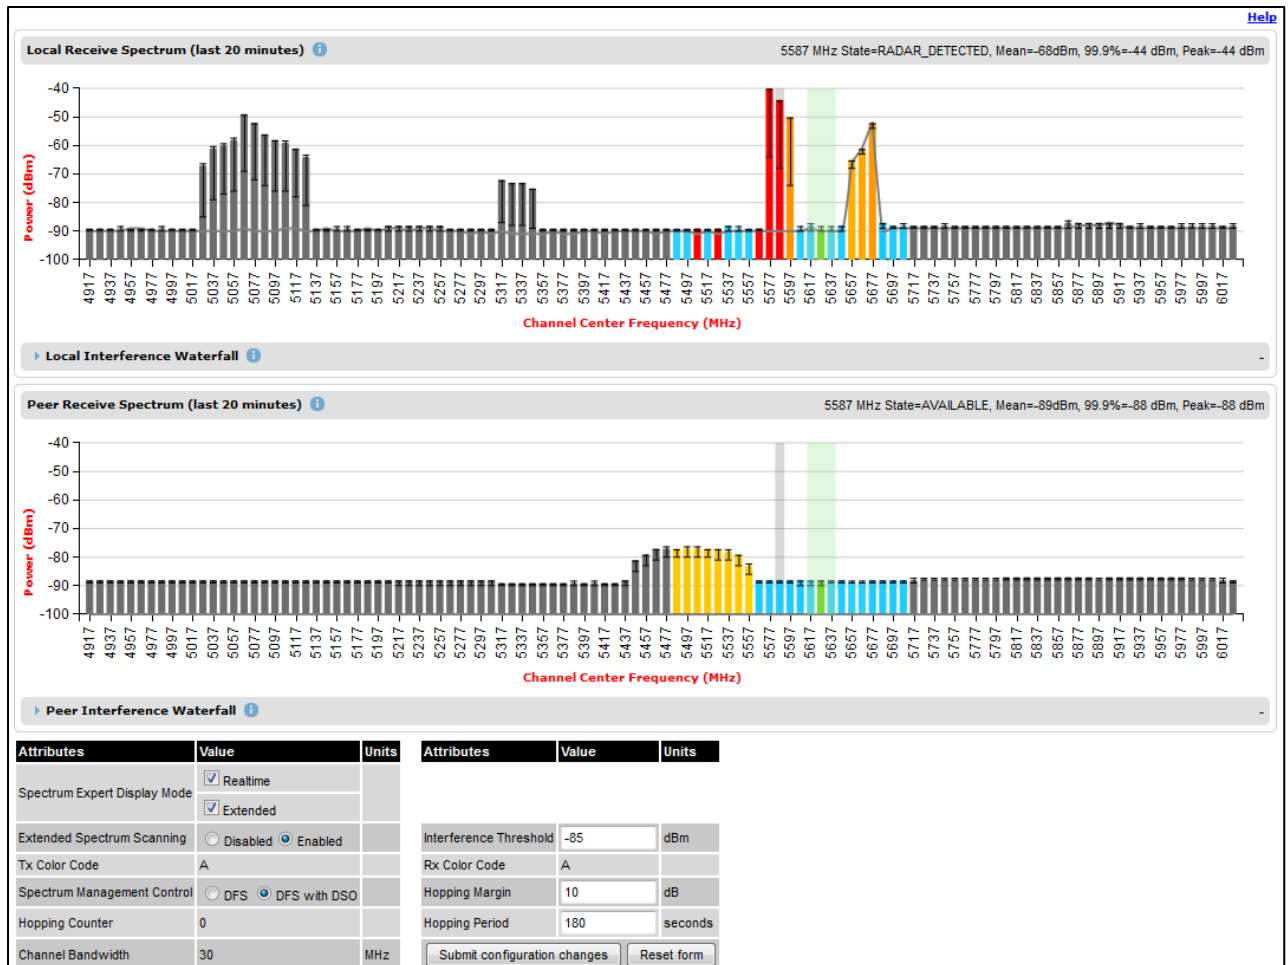 Help
Local Receive Spectrum (last 20 minutes) i 5587 MHz State=RADAR_DETECTED, Mean=-68dBm, 99.9%=-44 dBm, Peak=-44 dBm
-40
-50
-60
-70
-80
-90
-100
Power (dBm)
4917 4937 4957 4977 4997 5017 5037 5057 5077 5097 5117 5137 5157 5177 5197 5217 5237 5257 5277 5297 5317 5337 5357 5377 5397 5417 5437 5457 5477 5497 5517 5537 5557 5577 5597 5617 5637 5657 5677 5697 5717 5737 5757 5777 5797 5817 5837 5857 5877 5897 5917 5937 5957 5977 5997 6017
Channel Center Frequency (MHz)
Local Interference Waterfall i -
Peer Receive Spectrum (last 20 minutes) i 5587 MHz State=AVAILABLE, Mean=-89dBm, 99.9%=-88 dBm, Peak=-88 dBm
-40
-50
-60
-70
-80
-90
-100
Power (dBm)
4917 4937 4957 4977 4997 5017 5037 5057 5077 5097 5117 5137 5157 5177 5197 5217 5237 5257 5277 5297 5317 5337 5357 5377 5397 5417 5437 5457 5477 5497 5517 5537 5557 5577 5597 5617 5637 5657 5677 5697 5717 5737 5757 5777 5797 5817 5837 5857 5877 5897 5917 5937 5957 5977 5997 6017
Channel Center Frequency (MHz)
Peer Interference Waterfall i -
Attributes Value Units Attributes Value Units
Spectrum Expert Display Mode Realtime
Extended
Extended Spectrum Scanning Disabled Enabled Interference Threshold -85 dBm
Tx Color Code A Rx Color Code A
Spectrum Management Control DFS DFS with DSO Hopping Margin 10 dB
Hopping Counter 0 Hopping Period 180 seconds
Channel Bandwidth 30 MHz Submit configuration changes Reset form